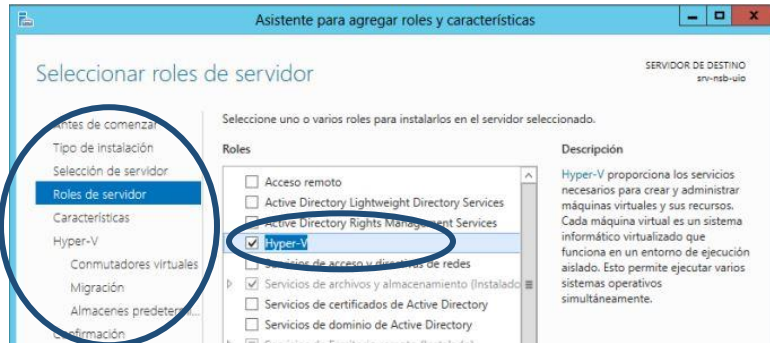 Asistente para agregar roles y características
Seleccionar roles de servidor
SERVIDOR DE DESTINO
srv-nsb-uio
Antes de comenzar
Tipo de instalación
Selección de servidor
Roles de servidor
Características
Hyper-V
Conmutadores virtuales
Migración
Almacenes predetermi...
Confirmación
Seleccione uno o varios roles para instalarlos en el servidor seleccionado.
Roles
Acceso remoto
Active Directory Lightweight Directory Services
Active Directory Rights Management Services
Hyper-V
Servicios de acceso y directivas de redes
Servicios de archivos y almacenamiento (Instalado
Servicios de certificados de Active Directory
Servicios de dominio de Active Directory
Descripción
Hyper-V proporciona los servicios
necesarios para crear y administrar
máquinas virtuales y sus recursos.
Cada máquina virtual es un sistema
informático virtualizado que
funciona en un entorno de ejecución
aislado. Esto permite ejecutar varios
sistemas operativos
simultáneamente.